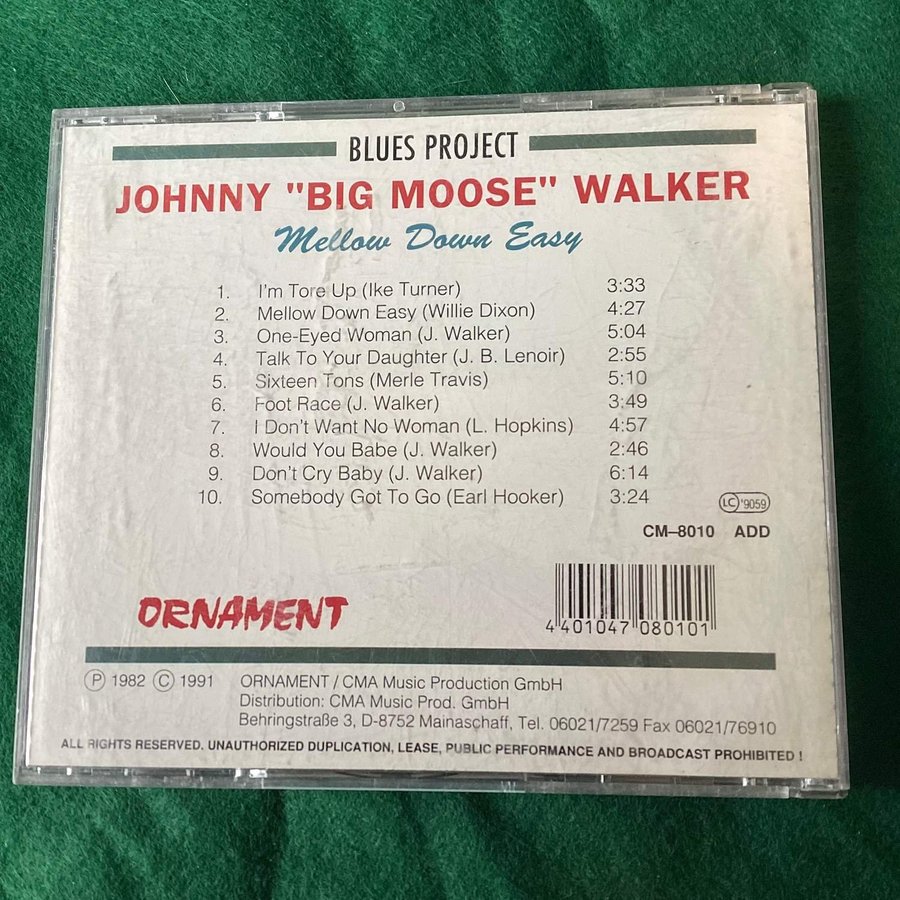 BLUES PROJECT
JOHNNY "BIG MOOSE" WALKER
Mellow Down Easy
1. I'm Tore Up (Ike Turner) 3:33
2. Mellow Down Easy (Willie Dixon) 4:27
3. One-Eyed Woman (J. Walker) 5:04
4. Talk To Your Daughter (J. B. Lenoir) 2:55
5. Sixteen Tons (Merle Travis) 5:10
6. Foot Race (J. Walker) 3:49
7. I Don't Want No Woman (L. Hopkins) 4:57
8. Would You Babe (J. Walker) 2:46
9. Don't Cry Baby (J. Walker) 6:14
10. Somebody Got To Go (Earl Hooker) 3:24
LC '9059
CM–8010 ADD
ORNAMENT
4 401047 080101
Ⓟ 1982 Ⓒ 1991 ORNAMENT / CMA Music Production GmbH
Distribution: CMA Music Prod. GmbH
Behringstraße 3, D-8752 Mainaschaff, Tel. 06021/7259 Fax 06021/76910
ALL RIGHTS RESERVED. UNAUTHORIZED DUPLICATION, LEASE, PUBLIC PERFORMANCE AND BROADCAST PROHIBITED !